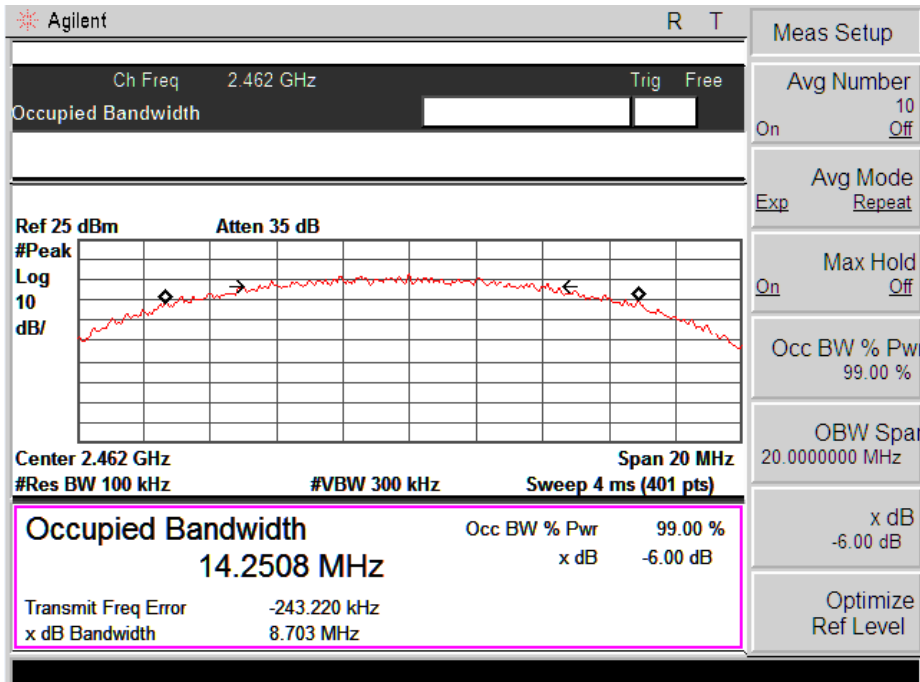 Agilent R T
Ch Freq 2.462 GHz Trig Free
Occupied Bandwidth
Ref 25 dBm Atten 35 dB
#Peak
Log
10
dB/
Center 2.462 GHz Span 20 MHz
#Res BW 100 kHz #VBW 300 kHz Sweep 4 ms (401 pts)
Occupied Bandwidth Occ BW % Pwr 99.00 %
14.2508 MHz x dB -6.00 dB
Transmit Freq Error -243.220 kHz
x dB Bandwidth 8.703 MHz
Meas Setup
Avg Number
10
On Off
Avg Mode
Exp Repeat
Max Hold
On Off
Occ BW % Pwr
99.00 %
OBW Span
20.0000000 MHz
x dB
-6.00 dB
Optimize
Ref Level